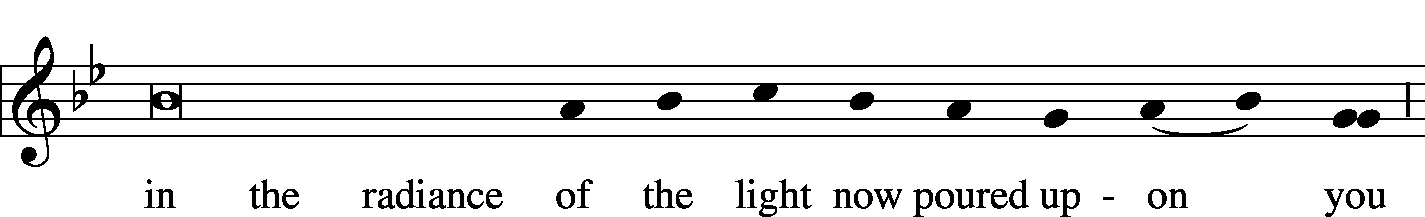 in the radiance of the light now poured up - on you